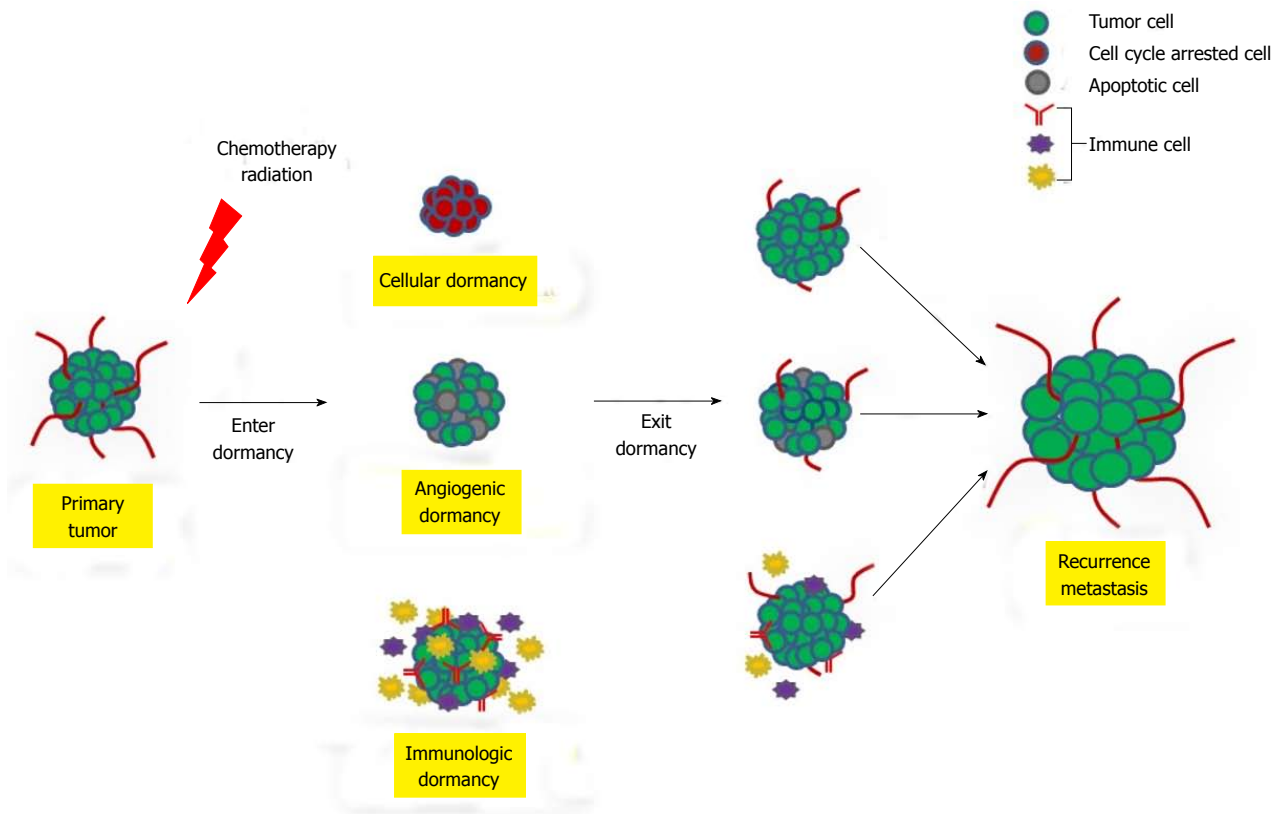 Tumor cell
Cell cycle arrested cell
Apoptotic cell
Immune cell
Chemotherapy
radiation
Cellular dormancy
Primary
tumor
Enter
dormancy
Angiogenic
dormancy
Exit
dormancy
Recurrence
metastasis
Immunologic
dormancy